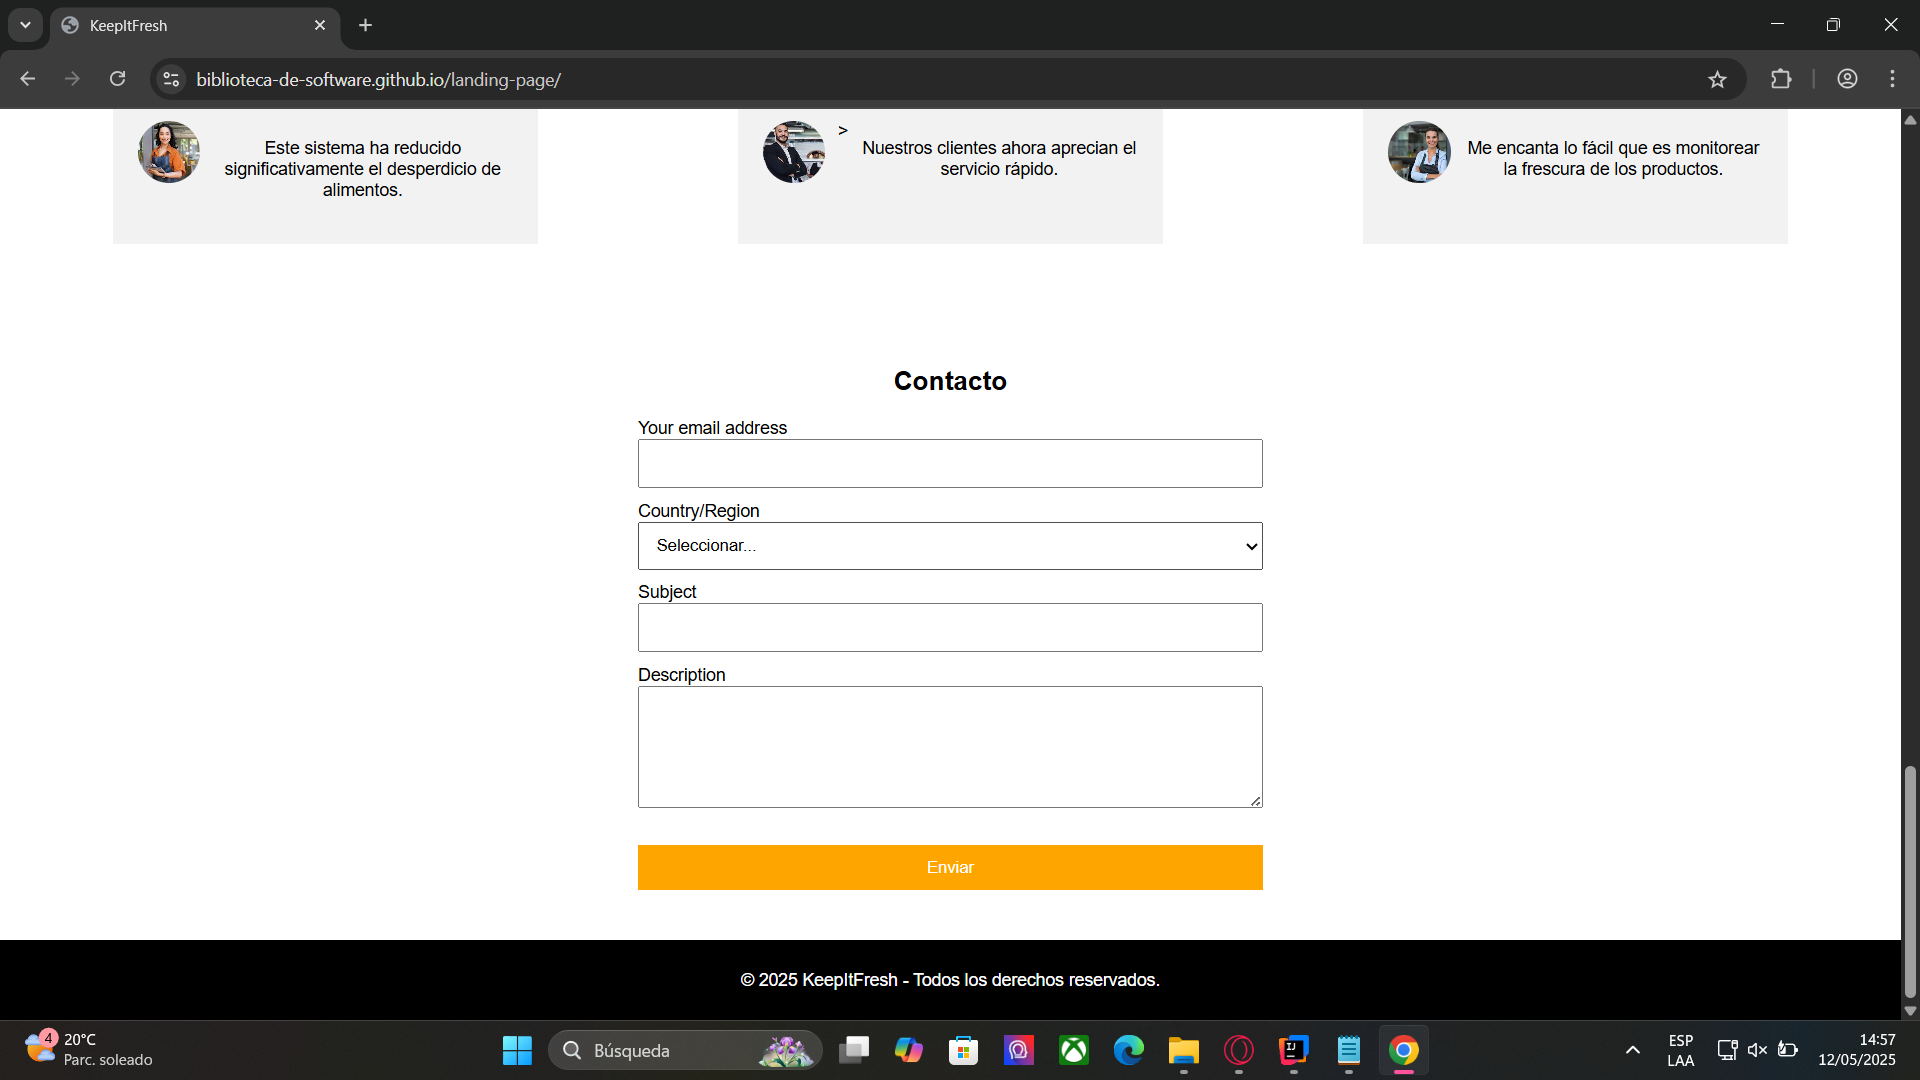 KeepItFresh
biblioteca-de-software.github.io/landing-page/
Este sistema ha reducido
significativamente el desperdicio de
alimentos.
>
Nuestros clientes ahora aprecian el
servicio rápido.
Me encanta lo fácil que es monitorear
la frescura de los productos.
Contacto
Your email address
Country/Region
Seleccionar...
Subject
Description
Enviar
© 2025 KeepItFresh - Todos los derechos reservados.
4
20°C
Parc. soleado
Búsqueda
ESP
LAA
14:57
12/05/2025